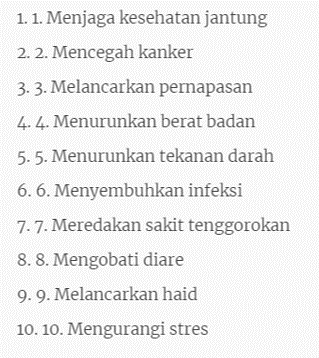 1. 1. Menjaga kesehatan jantung
2. 2. Mencegah kanker
3. 3. Melancarkan pernapasan
4. 4. Menurunkan berat badan
5. 5. Menurunkan tekanan darah
6. 6. Menyembuhkan infeksi
7. 7. Meredakan sakit tenggorokan
8. 8. Mengobati diare
9. 9. Melancarkan haid
10. 10. Mengurangi stres